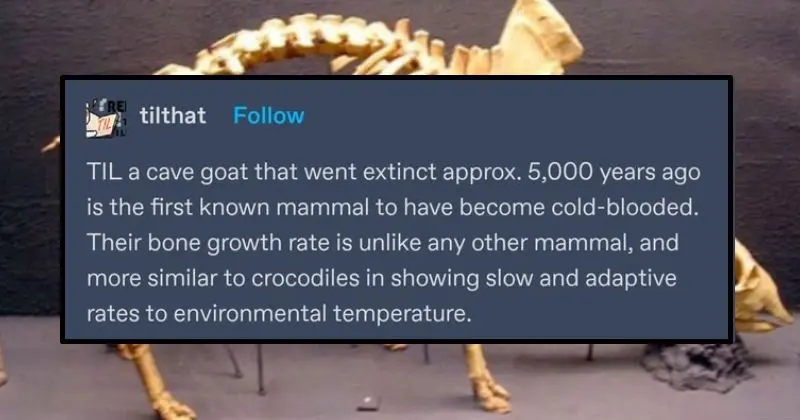 tilthat Follow
TIL a cave goat that went extinct approx. 5,000 years ago
is the first known mammal to have become cold-blooded.
Their bone growth rate is unlike any other mammal, and
more similar to crocodiles in showing slow and adaptive
rates to environmental temperature.